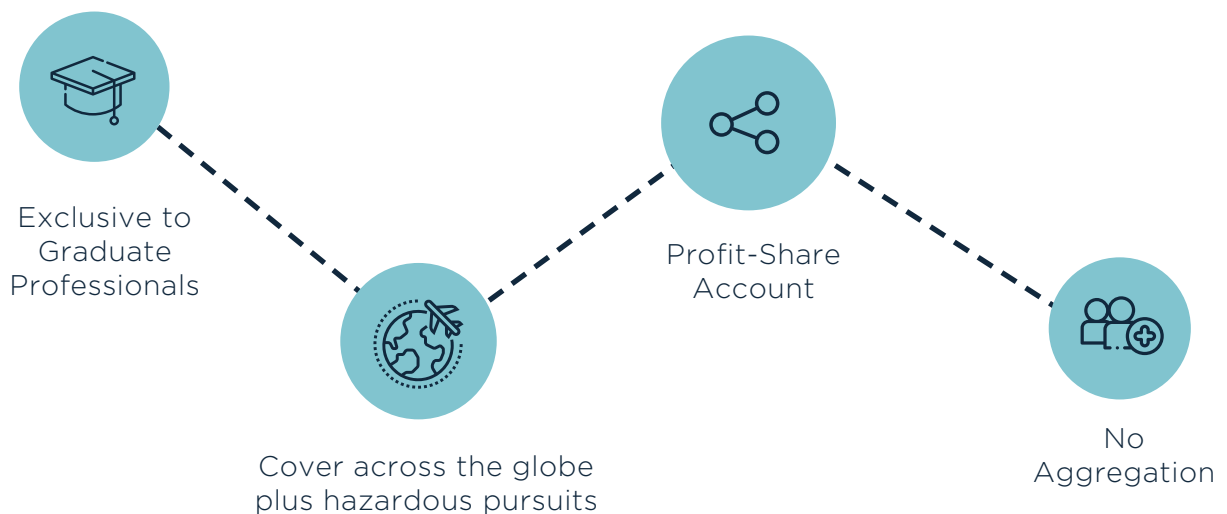 Exclusive to
Graduate
Professionals
Cover across the globe
plus hazardous pursuits
Profit-Share
Account
No
Aggregation